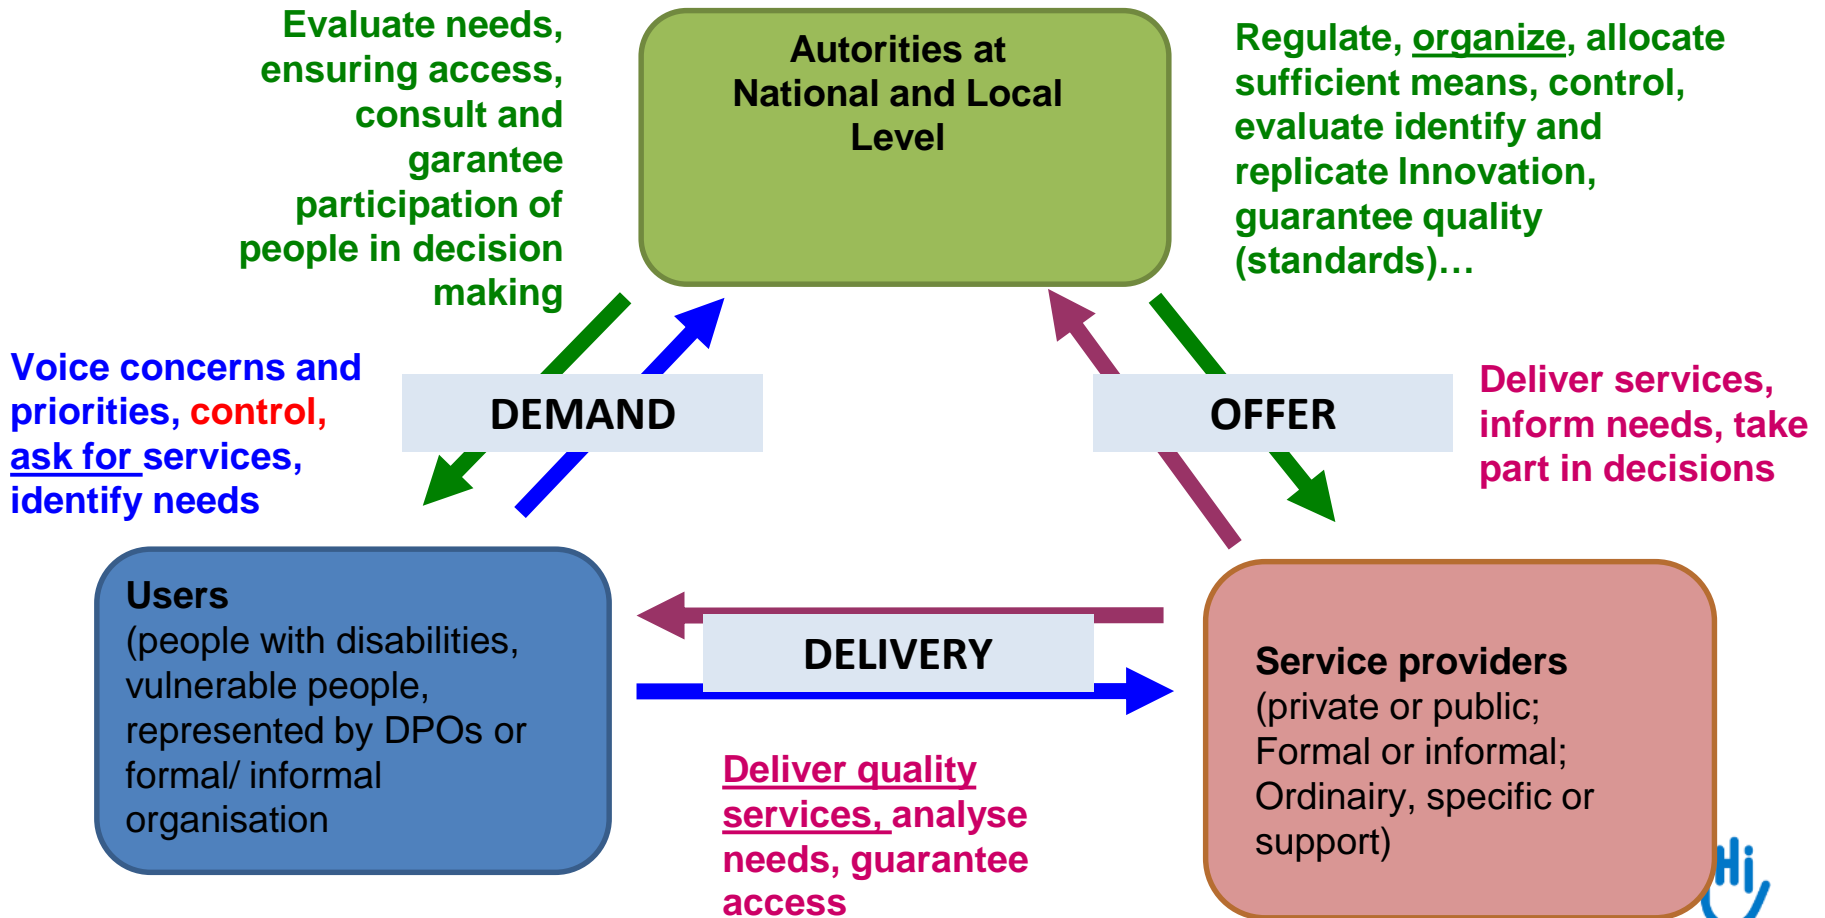 Evaluate needs,
ensuring access,
consult and
garantee
participation of
people in decision
making
Autorities at
National and Local
Level
Regulate, organize, allocate
sufficient means, control,
evaluate identify and
replicate Innovation,
guarantee quality
(standards)…
Voice concerns and
priorities, control,
ask for services,
identify needs
DEMAND
OFFER
Deliver services,
inform needs, take
part in decisions
Users
(people with disabilities,
vulnerable people,
represented by DPOs or
formal/ informal
organisation
DELIVERY
Deliver quality
services, analyse
needs, guarantee
access
Service providers
(private or public;
Formal or informal;
Ordinairy, specific or
support)
Hi